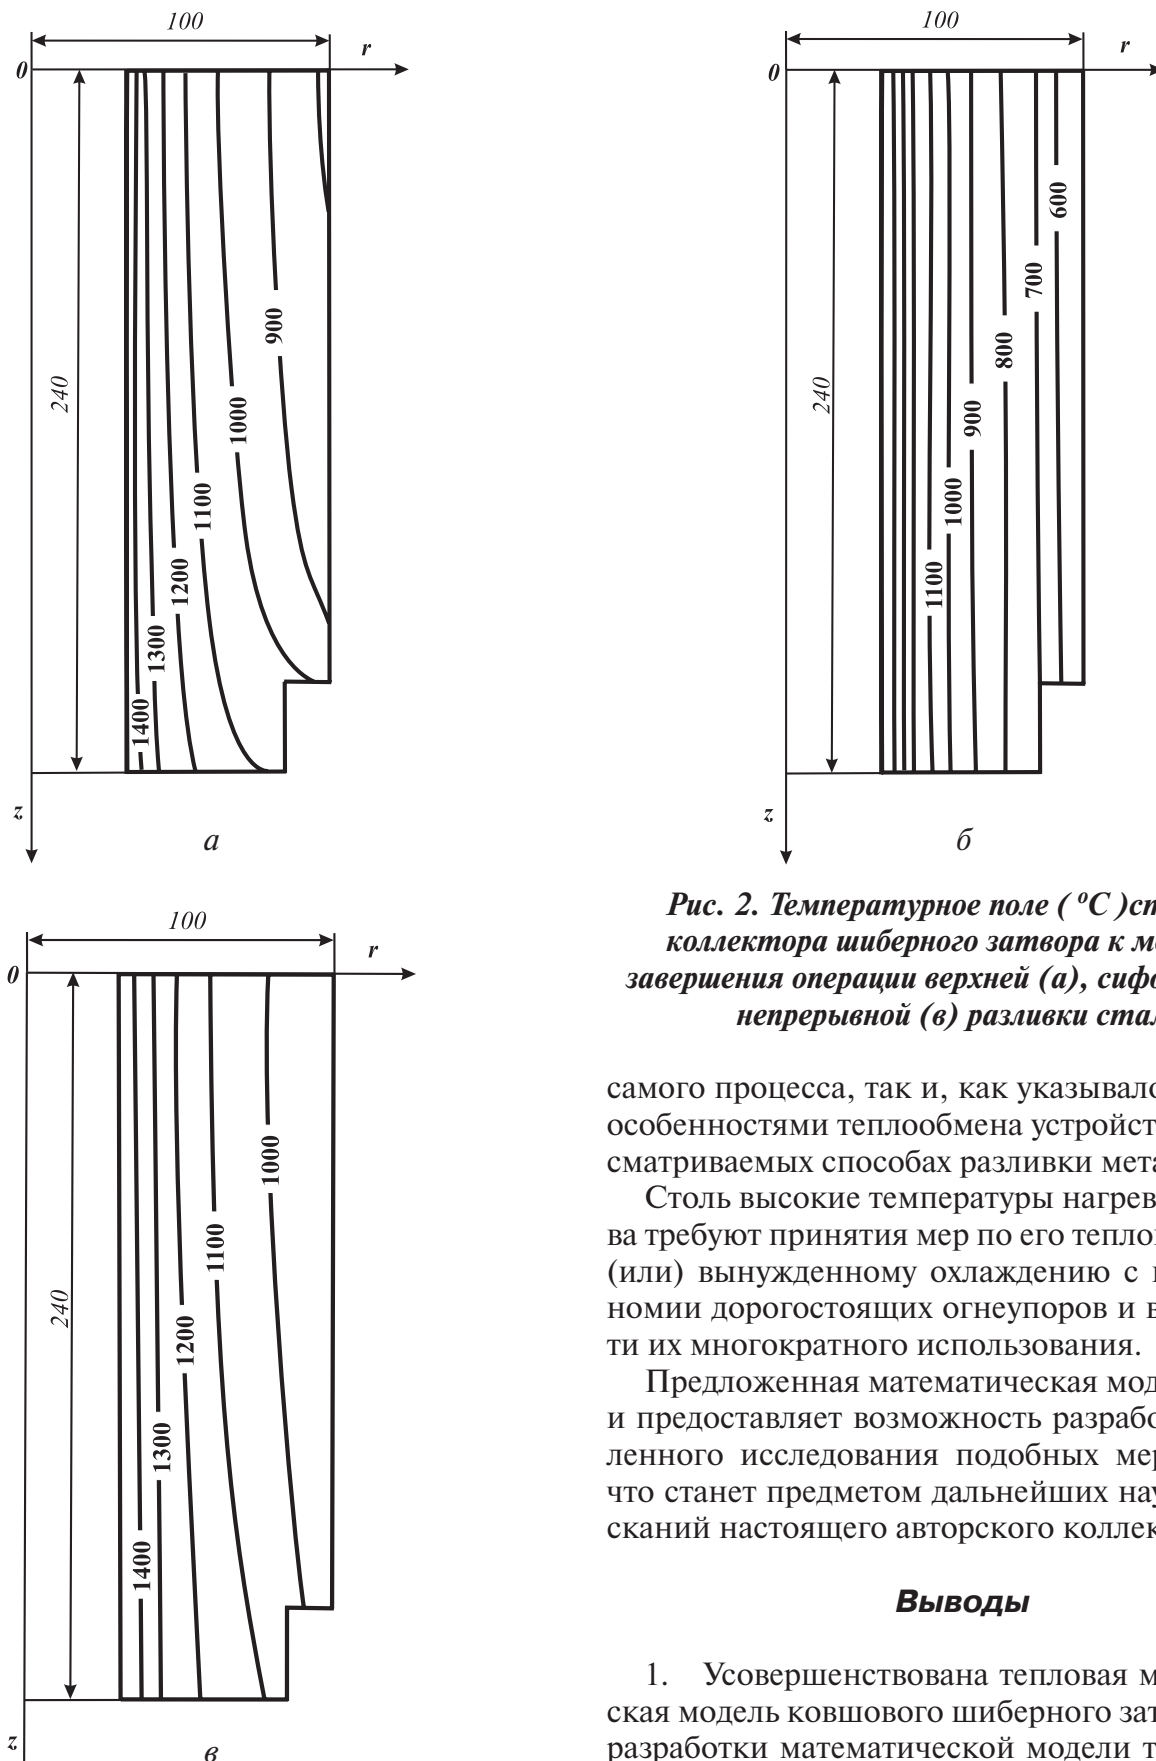 100
r
0
240
900
1000
1100
1200
1300
1400
z
а
100
r
0
240
600
700
800
900
1000
1100
z
б
Рис. 2. Температурное поле ( ºС )ст
коллектора шиберного затвора к м
завершения операции верхней (а), сифо
непрерывной (в) разливки стал
100
r
0
240
1000
1100
1200
1300
1400
z
в
самого процесса, так и, как указывало
особенностями теплообмена устройст
сматриваемых способах разливки мета
Столь высокие температуры нагрев
ва требуют принятия мер по его тепло
(или) вынужденному охлаждению с
номии дорогостоящих огнеупоров и в
ти их многократного использования.
Предложенная математическая мод
и предоставляет возможность разрабо
ленного исследования подобных мер
что станет предметом дальнейших нау
сканий настоящего авторского коллек
Выводы
1. Усовершенствована тепловая м
ская модель ковшового шиберного зат
разработки математической модели т